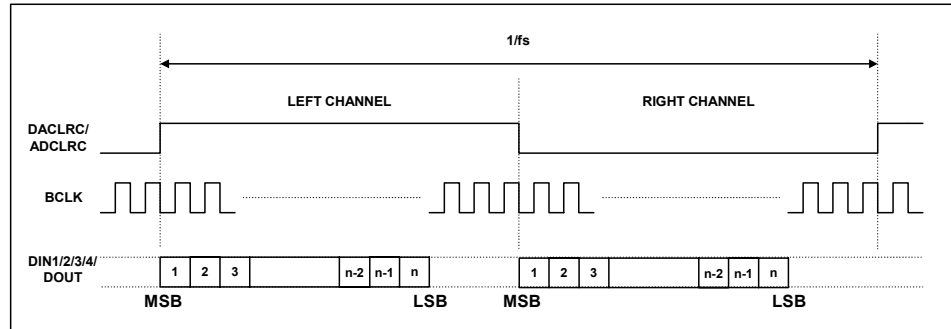 1/fs
LEFT CHANNEL
RIGHT CHANNEL
DACLRC/
ADCLRC
BCLK
DIN1/2/3/4/
DOUT
1 2 3 n-2 n-1 n 1 2 3 n-2 n-1 n
MSB LSB MSB LSB